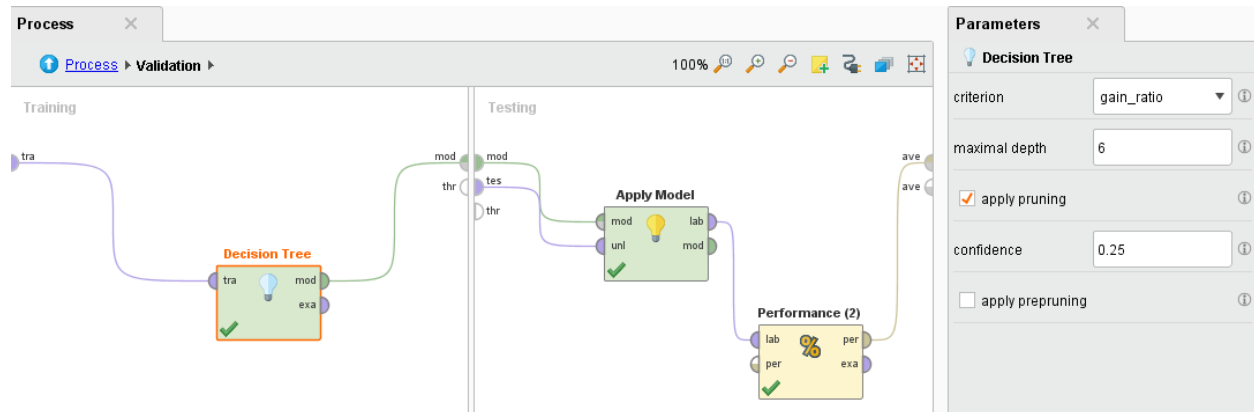 Process
Process Validation
100%
Training
tra
mod
thr
Decision Tree
tra mod
exa
Testing
mod
tes
thr
ave
ave
Apply Model
mod lab
unl mod
Performance (2)
lab % per
per exa
Parameters
Decision Tree
criterion gain_ratio
maximal depth 6
apply pruning
confidence 0.25
apply prepruning